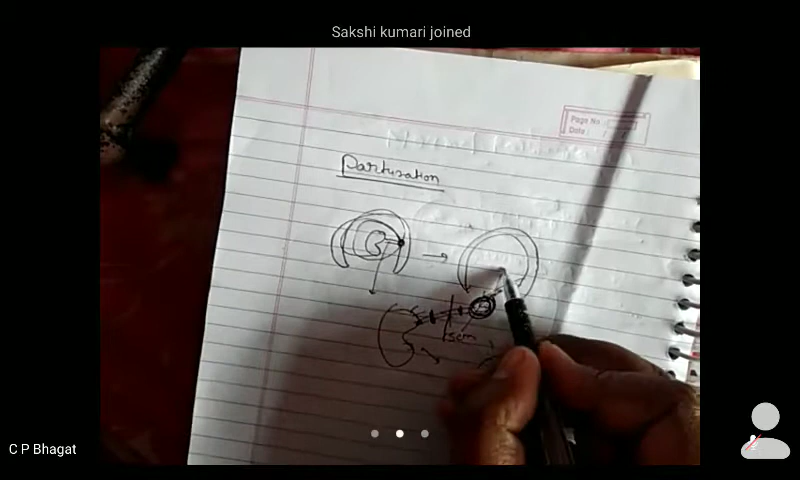 Sakshi kumari joined
Page No
Date :
Parturation
5cm
C P Bhagat